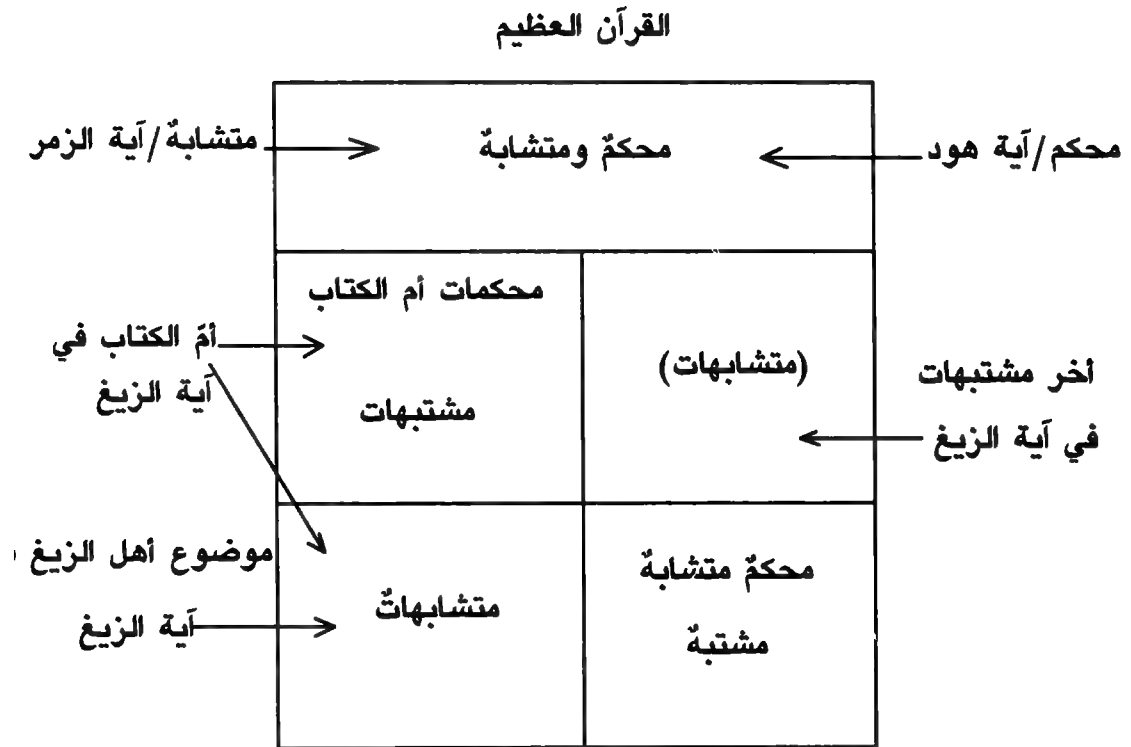 القرآن العظيم
محكم/آية هود
محكمٌ ومتشابهٌ
متشابهٌ/آية الزمر
أخر مشتبهات
في آية الزيغ
(متشابهات)
محكمات أم الكتاب
مشتبهات
أمّ الكتاب في
آية الزيغ
محكمٌ متشابهٌ
مشتبهٌ
متشابهاتٌ
موضوع أهل الزيغ
آية الزيغ